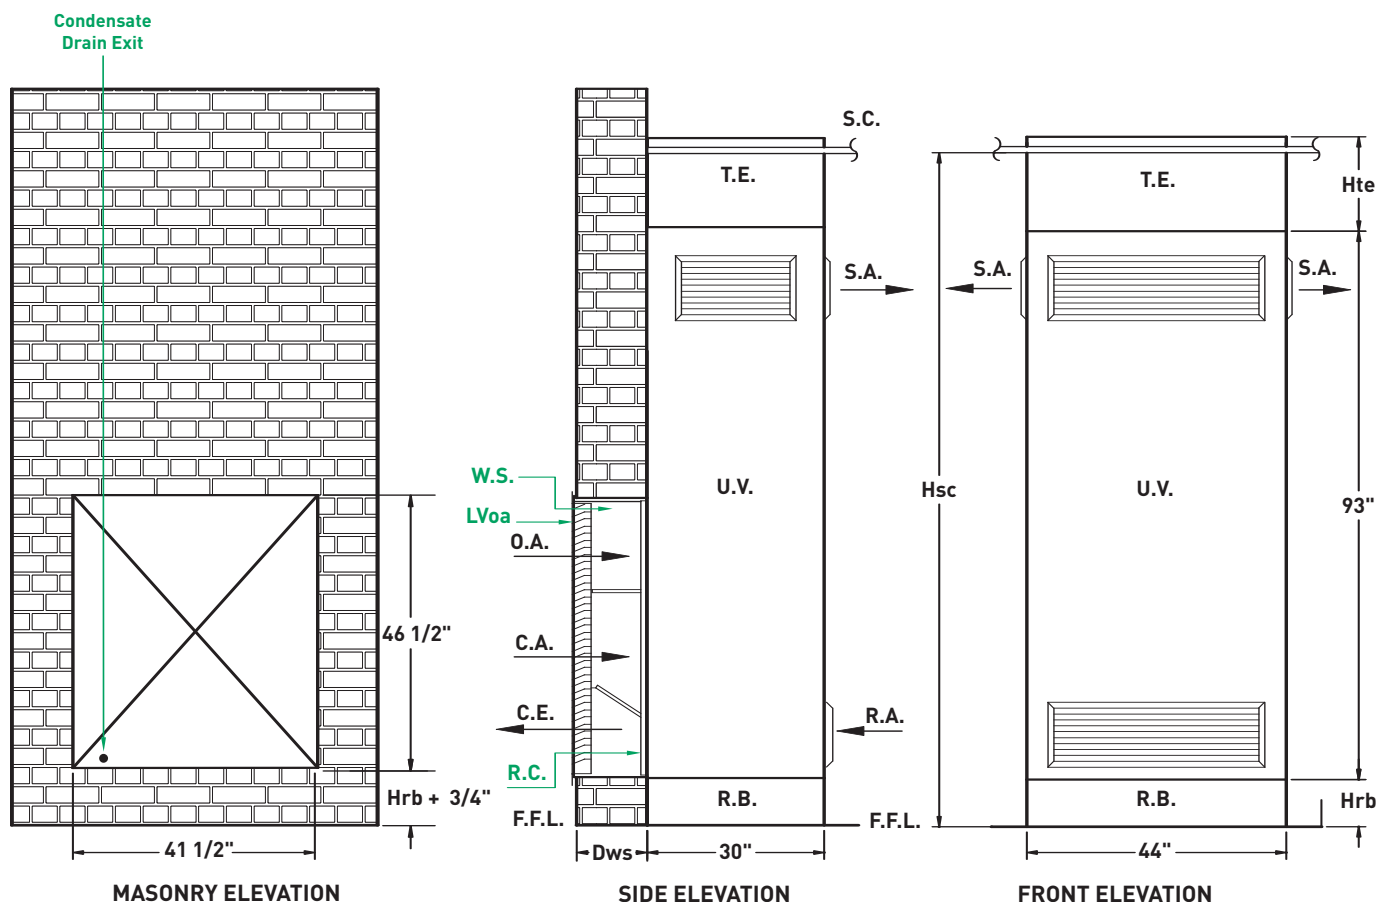 Condensate
Drain Exit
46 1/2"
Hrb + 3/4"
41 1/2"
MASONRY ELEVATION
S.C.
T.E.
S.A.
U.V.
Hsc
W.S.
LVoa
O.A.
C.A.
C.E.
R.A.
R.C.
R.B.
F.F.L.
F.F.L.
Dws
30"
SIDE ELEVATION
T.E.
Hte
S.A.
S.A.
U.V.
93"
R.B.
Hrb
44"
FRONT ELEVATION